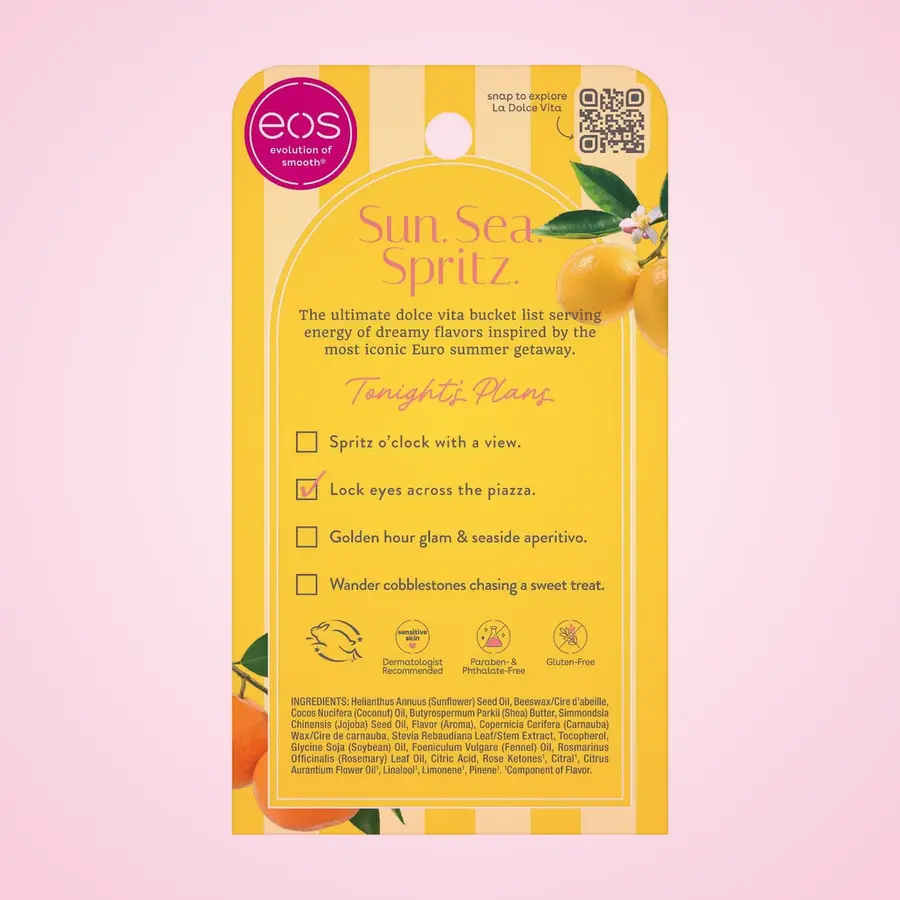 eos
evolution of
smooth®
snap to explore
La Dolce Vita
Sun. Sea.
Spritz.
The ultimate dolce vita bucket list serving
energy of dreamy flavors inspired by the
most iconic Euro summer getaway.
Tonight's Plans
Spritz o'clock with a view.
Lock eyes across the piazza.
Golden hour glam & seaside aperitivo.
Wander cobblestones chasing a sweet treat.
sensitive
skin
Dermatologist
Recommended
Paraben- &
Phthalate-Free
Gluten-Free
INGREDIENTS: Helianthus Annuus (Sunflower) Seed Oil, Beeswax/Cire d'abeille,
Cocos Nucifera (Coconut) Oil, Butyrospermum Parkii (Shea) Butter, Simmondsia
Chinensis (Jojoba) Seed Oil, Flavor (Aroma), Copernicia Cerifera (Carnauba)
Wax/Cire de carnauba, Stevia Rebaudiana Leaf/Stem Extract, Tocopherol,
Glycine Soja (Soybean) Oil, Foeniculum Vulgare (Fennel) Oil, Rosmarinus
Officinalis (Rosemary) Leaf Oil, Citric Acid, Rose Ketones¹, Citral¹, Citrus
Aurantium Flower Oil¹, Linalool¹, Limonene¹, Pinene¹. ¹Component of Flavor.